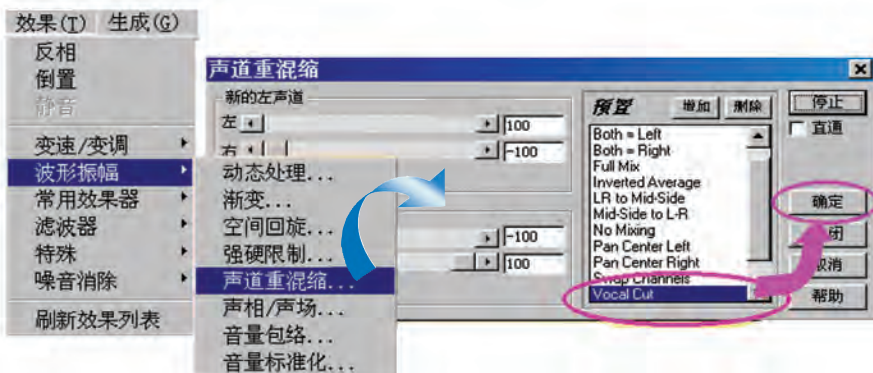 效果(T) 生成(G)
反相
倒置
静音
变速/变调
波形振幅
常用效果器
滤波器
特殊
噪音消除
刷新效果列表
动态处理...
渐变...
空间回旋...
强硬限制...
声道重混缩...
声相/声场...
音量包络...
音量标准化...
声道重混缩
新的左声道
左 100
右 -100
-100
100
预置 增加 删除
Both = Left
Both = Right
Full Mix
Inverted Average
LR to Mid-Side
Mid-Side to L-R
No Mixing
Pan Center Left
Pan Center Right
Swap Channels
Vocal Cut
停止
直通
确定
闭
取消
帮助